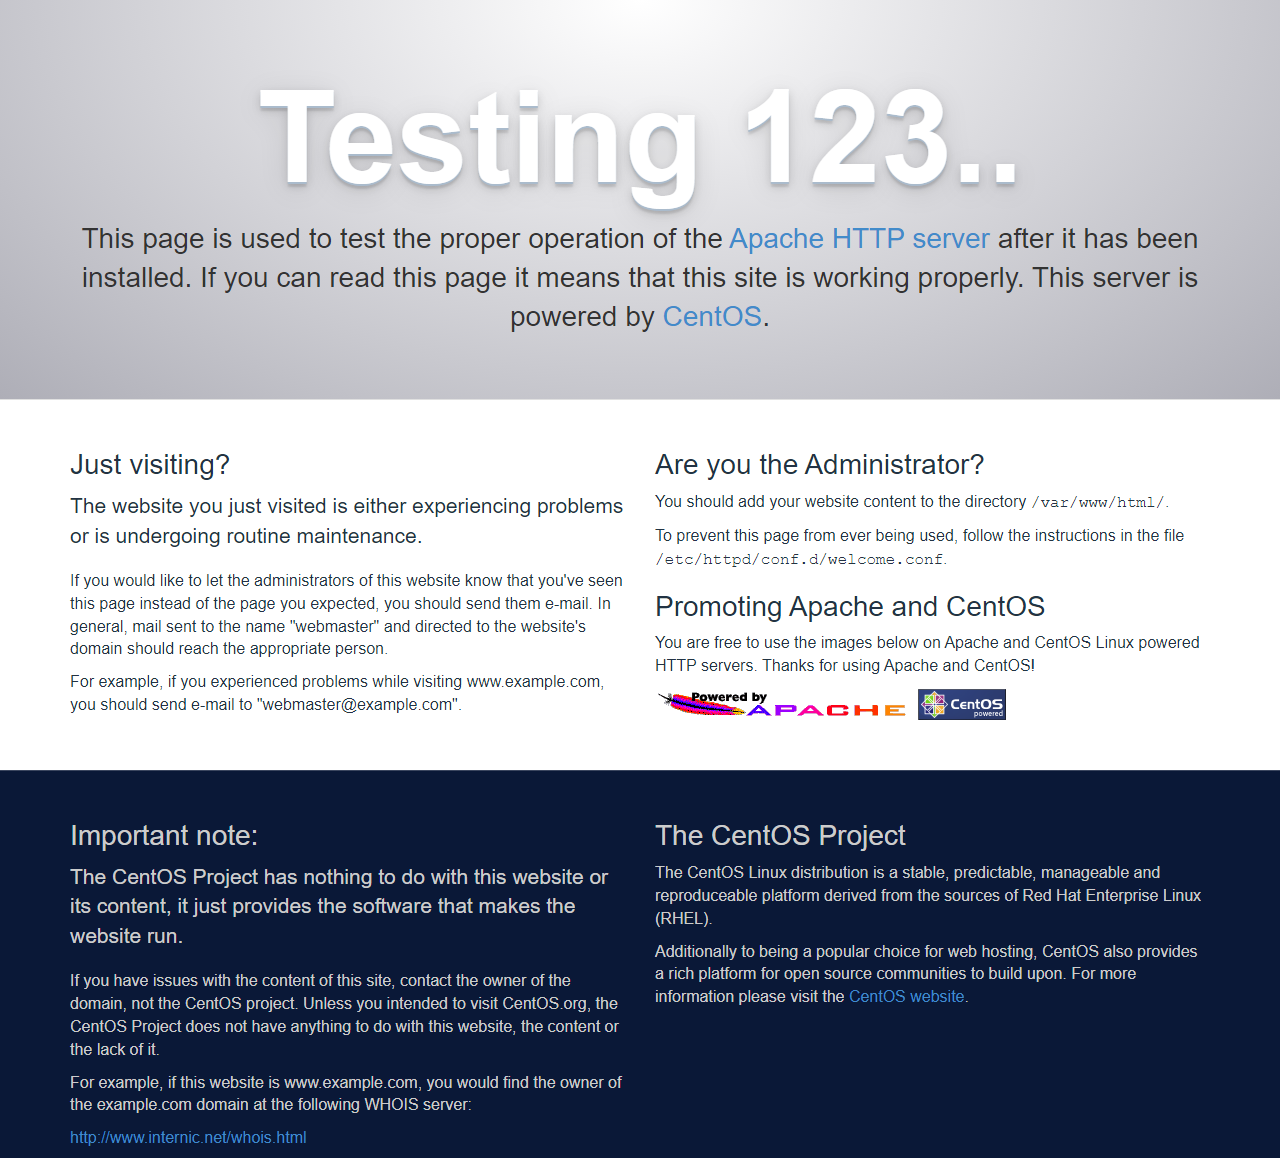 Testing 123..
This page is used to test the proper operation of the Apache HTTP server after it has been
installed. If you can read this page it means that this site is working properly. This server is
powered by CentOS.
Just visiting?
The website you just visited is either experiencing problems
or is undergoing routine maintenance.
If you would like to let the administrators of this website know that you've seen
this page instead of the page you expected, you should send them e-mail. In
general, mail sent to the name "webmaster" and directed to the website's
domain should reach the appropriate person.
For example, if you experienced problems while visiting www.example.com,
you should send e-mail to "webmaster@example.com".
Are you the Administrator?
You should add your website content to the directory /var/www/html/.
To prevent this page from ever being used, follow the instructions in the file
/etc/httpd/conf.d/welcome.conf.
Promoting Apache and CentOS
You are free to use the images below on Apache and CentOS Linux powered
HTTP servers. Thanks for using Apache and CentOS!
Powered by
APACHE
CentOS
powered
Important note:
The CentOS Project has nothing to do with this website or
its content, it just provides the software that makes the
website run.
If you have issues with the content of this site, contact the owner of the
domain, not the CentOS project. Unless you intended to visit CentOS.org, the
CentOS Project does not have anything to do with this website, the content or
the lack of it.
For example, if this website is www.example.com, you would find the owner of
the example.com domain at the following WHOIS server:
http://www.internic.net/whois.html
The CentOS Project
The CentOS Linux distribution is a stable, predictable, manageable and
reproduceable platform derived from the sources of Red Hat Enterprise Linux
(RHEL).
Additionally to being a popular choice for web hosting, CentOS also provides
a rich platform for open source communities to build upon. For more
information please visit the CentOS website.